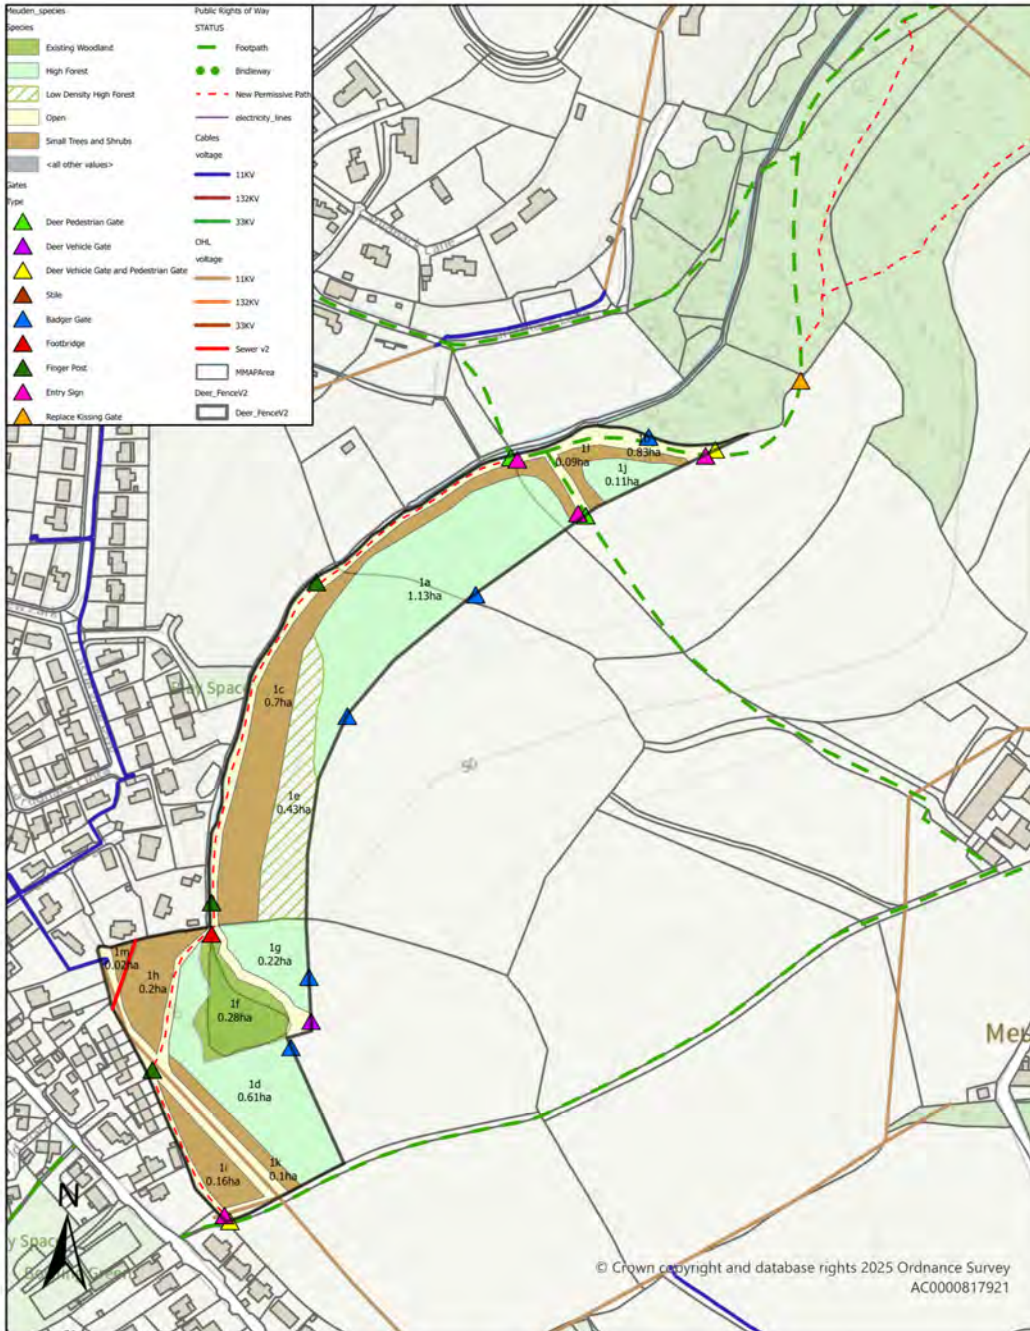 Meuden_species
Species
Existing Woodland
High Forest
Low Density High Forest
Open
Small Trees and Shrubs
<all other values>
Gates
Type
Deer Pedestrian Gate
Deer Vehicle Gate
Deer Vehicle Gate and Pedestrian Gate
Stile
Badger Gate
Footbridge
Finger Post
Entry Sign
Replace Kissing Gate
Public Rights of Way
STATUS
Footpath
Bridleway
New Permissive Path
electricity_lines
Cables
voltage
11KV
132KV
33KV
OHL
voltage
11KV
132KV
33KV
Sewer v2
MMAPArea
Deer_FenceV2
Deer_FenceV2
0.83ha
0.09ha
1j
0.11ha
1a
1.13ha
1c
0.7ha
50
1e
0.43ha
1g
0.22ha
1m
0.02ha
1h
0.2ha
1f
0.28ha
1d
0.61ha
1i
0.16ha
1k
0.1ha
Meu
N
y Space
© Crown copyright and database rights 2025 Ordnance Survey
AC0000817921